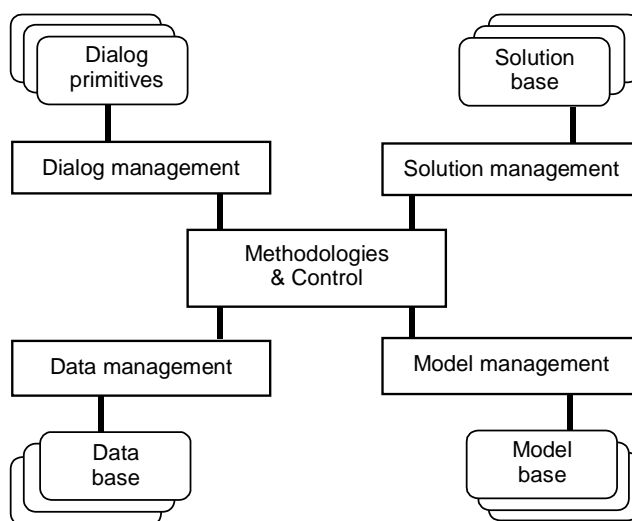 Dialog
primitives
Solution
base
Dialog management
Solution management
Methodologies
& Control
Data management
Model management
Data
base
Model
base